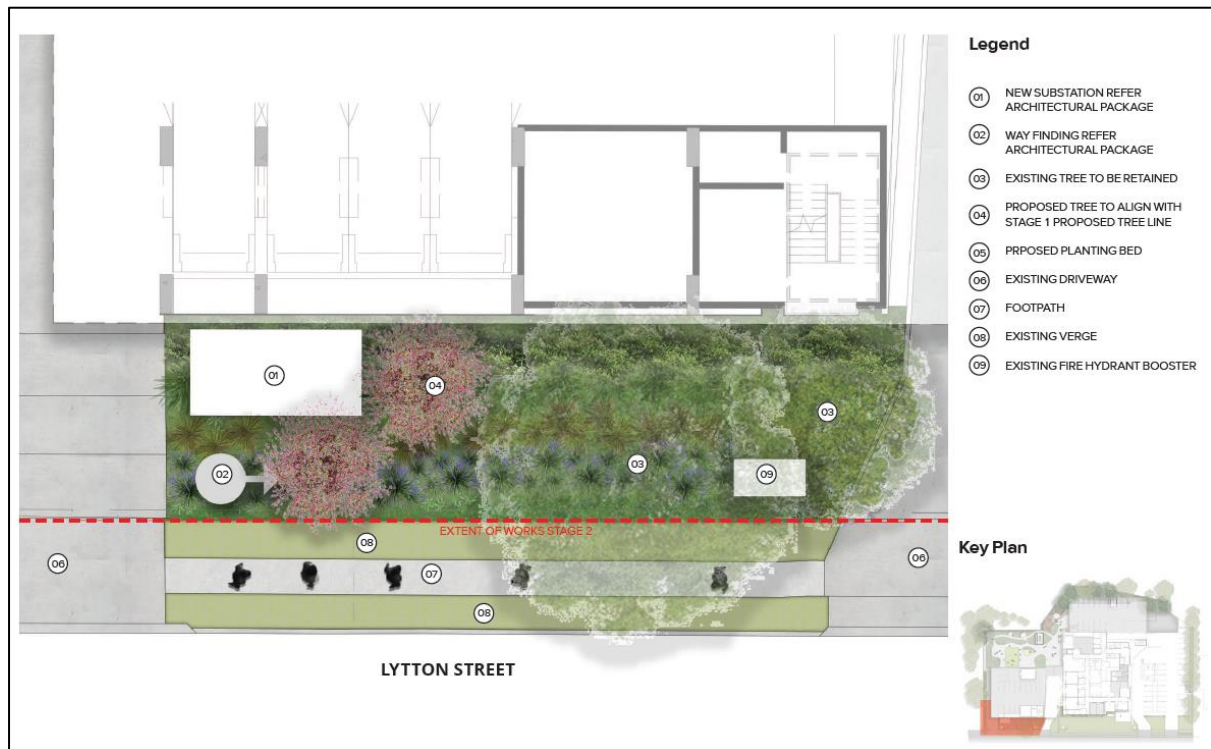 Legend
01 NEW SUBSTATION REFER
ARCHITECTURAL PACKAGE
02 WAY FINDING REFER
ARCHITECTURAL PACKAGE
03 EXISTING TREE TO BE RETAINED
04 PROPOSED TREE TO ALIGN WITH
STAGE 1 PROPOSED TREE LINE
05 PRPOSED PLANTING BED
06 EXISTING DRIVEWAY
07 FOOTPATH
08 EXISTING VERGE
09 EXISTING FIRE HYDRANT BOOSTER
01
04
03
02
03
09
EXTENT OF WORKS STAGE 2
08
06
07
06
08
LYTTON STREET
Key Plan